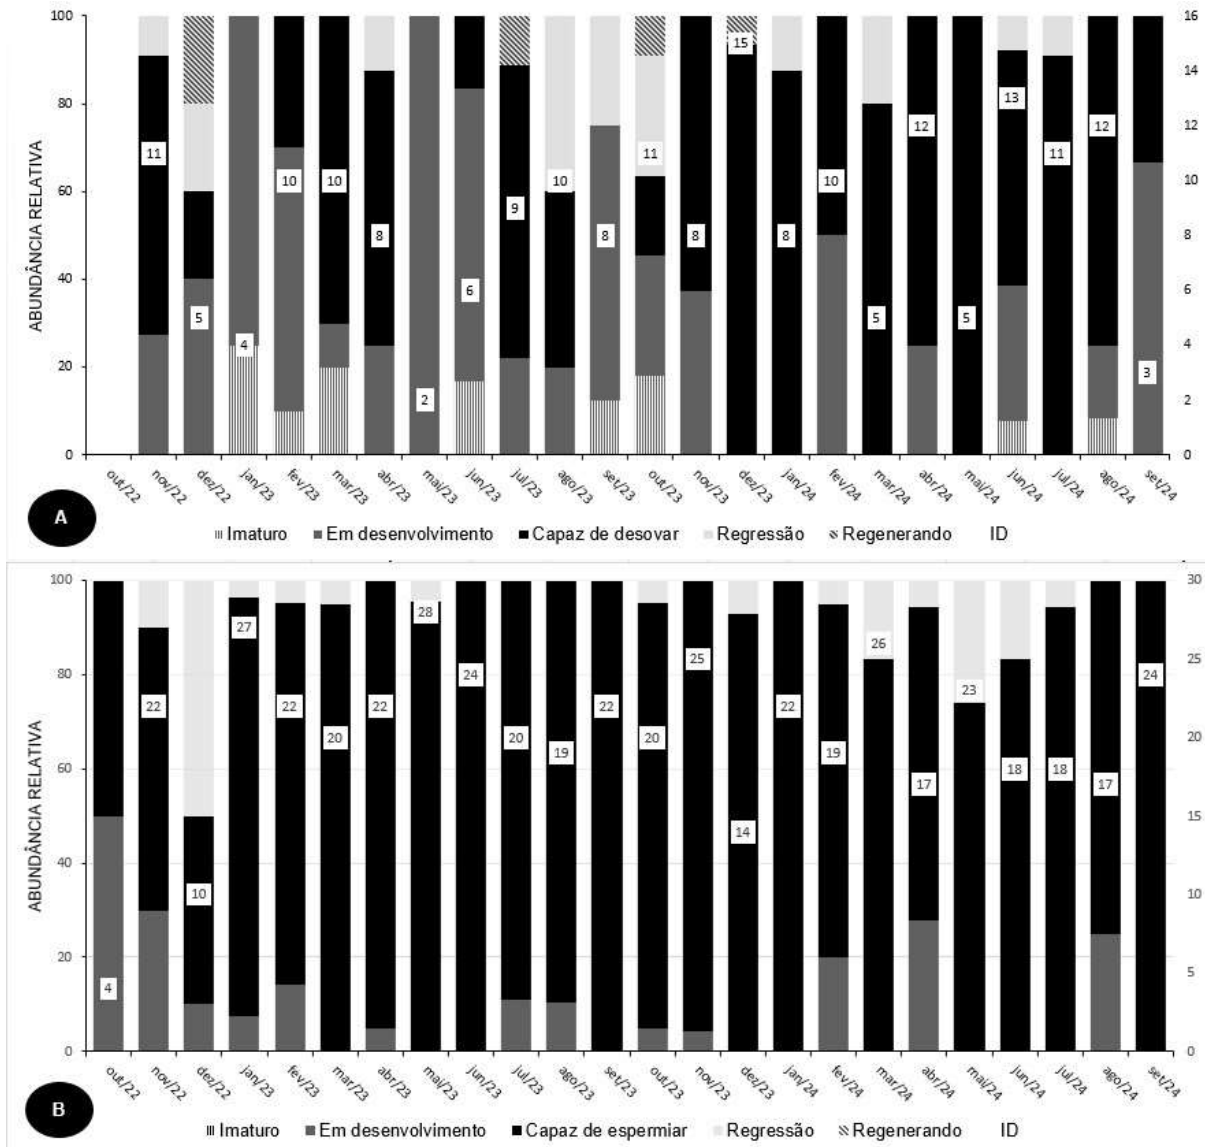 100 16
80 14
60 12
40 10
20 8
0 6
4
2
0
ABUNDÂNCIA RELATIVA
11 5 4 10 10 8 2 6 9 10 8 11 8 15 8 10 5 12 5 13 11 12 3
out/22 nov/22 dez/22 jan/23 fev/23 mar/23 abr/23 mai/23 jun/23 jul/23 ago/23 set/23 out/23 nov/23 dez/23 jan/24 fev/24 mar/24 abr/24 mai/24 jun/24 jul/24 ago/24 set/24
A
Imaturo Em desenvolvimento Capaz de desovar Regressão Regenerando ID
100 30
80 25
60 20
40 15
20 10
0 5
0
ABUNDÂNCIA RELATIVA
4 22 10 27 22 20 22 28 24 20 19 22 20 25 14 22 19 26 17 23 18 18 17 24
out/22 nov/22 dez/22 jan/23 fev/23 mar/23 abr/23 mai/23 jun/23 jul/23 ago/23 set/23 out/23 nov/23 dez/23 jan/24 fev/24 mar/24 abr/24 mai/24 jun/24 jul/24 ago/24 set/24
B
Imaturo Em desenvolvimento Capaz de espermiar Regressão Regenerando ID